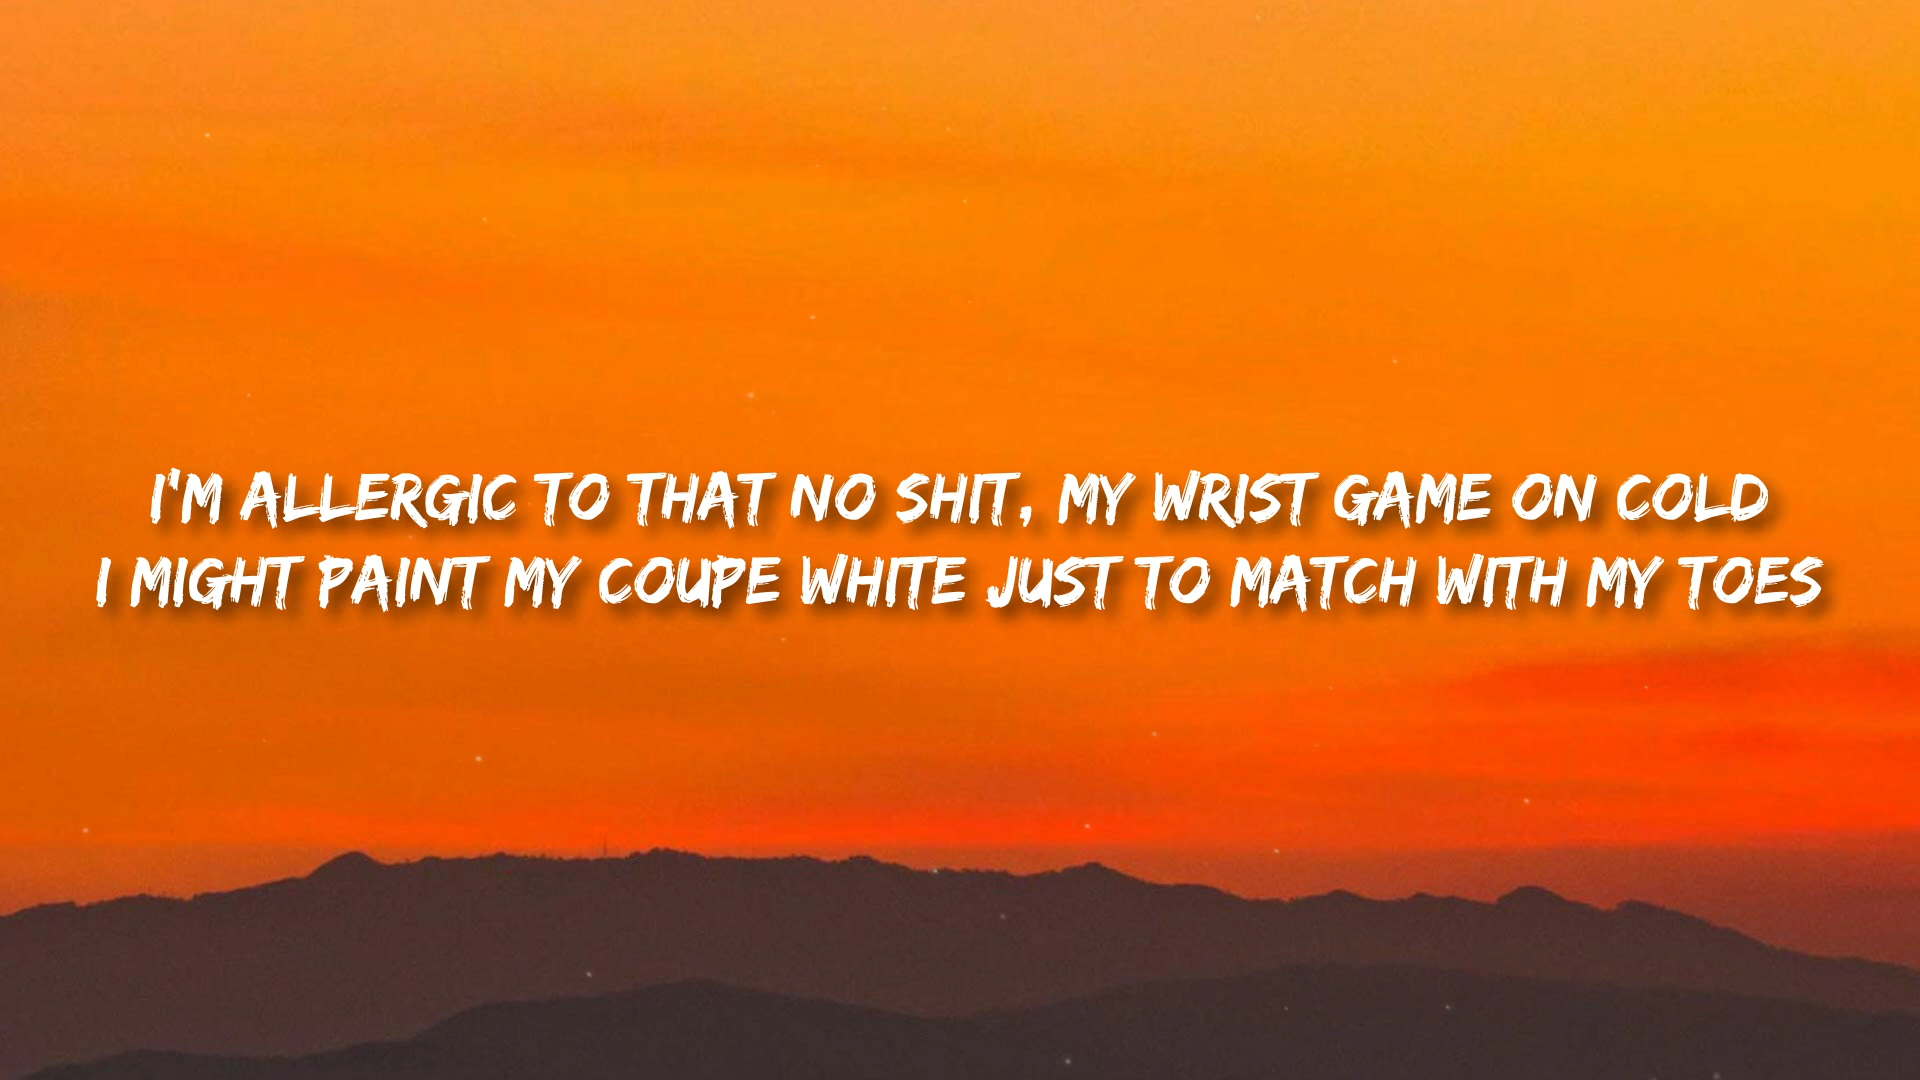 I'M ALLERGIC TO THAT NO SHIT, MY WRIST GAME ON COLD
I MIGHT PAINT MY COUPE WHITE JUST TO MATCH WITH MY TOES